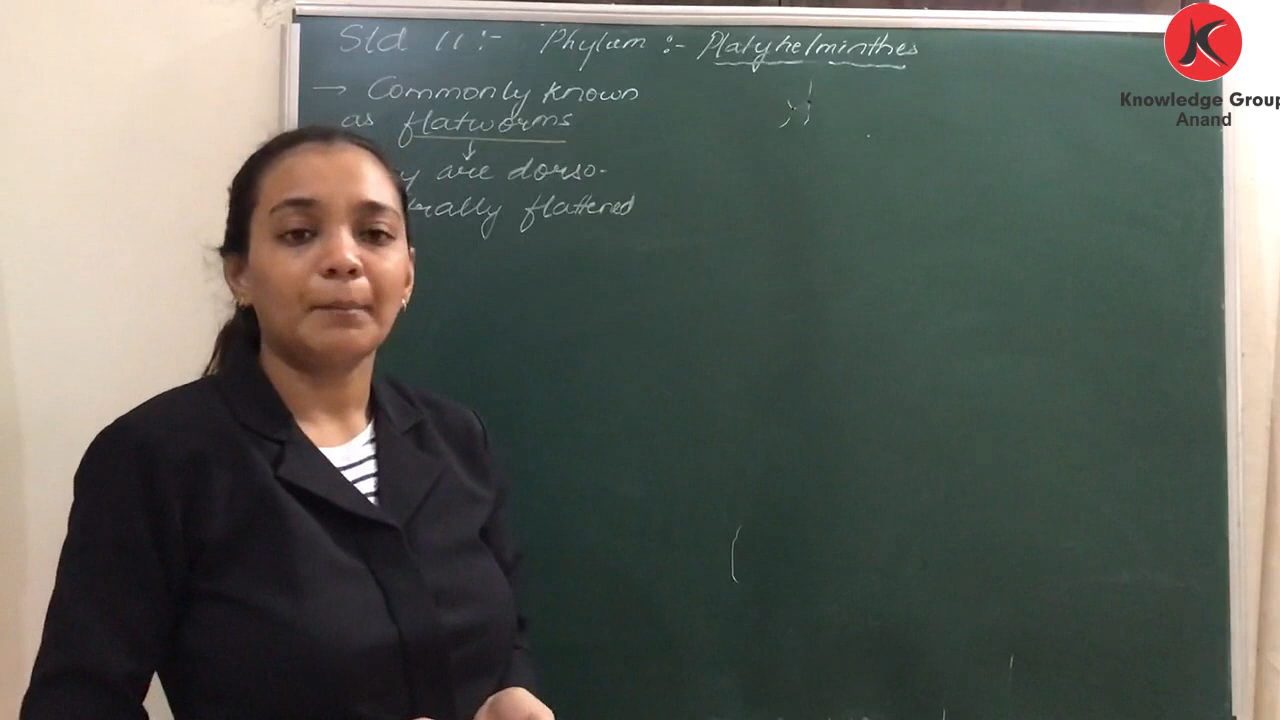 Std 11:- Phylum :- Platyhelminthes
→ Commonly known
as flatworms
↓
are dorso-
flattened
Knowledge Group
Anand